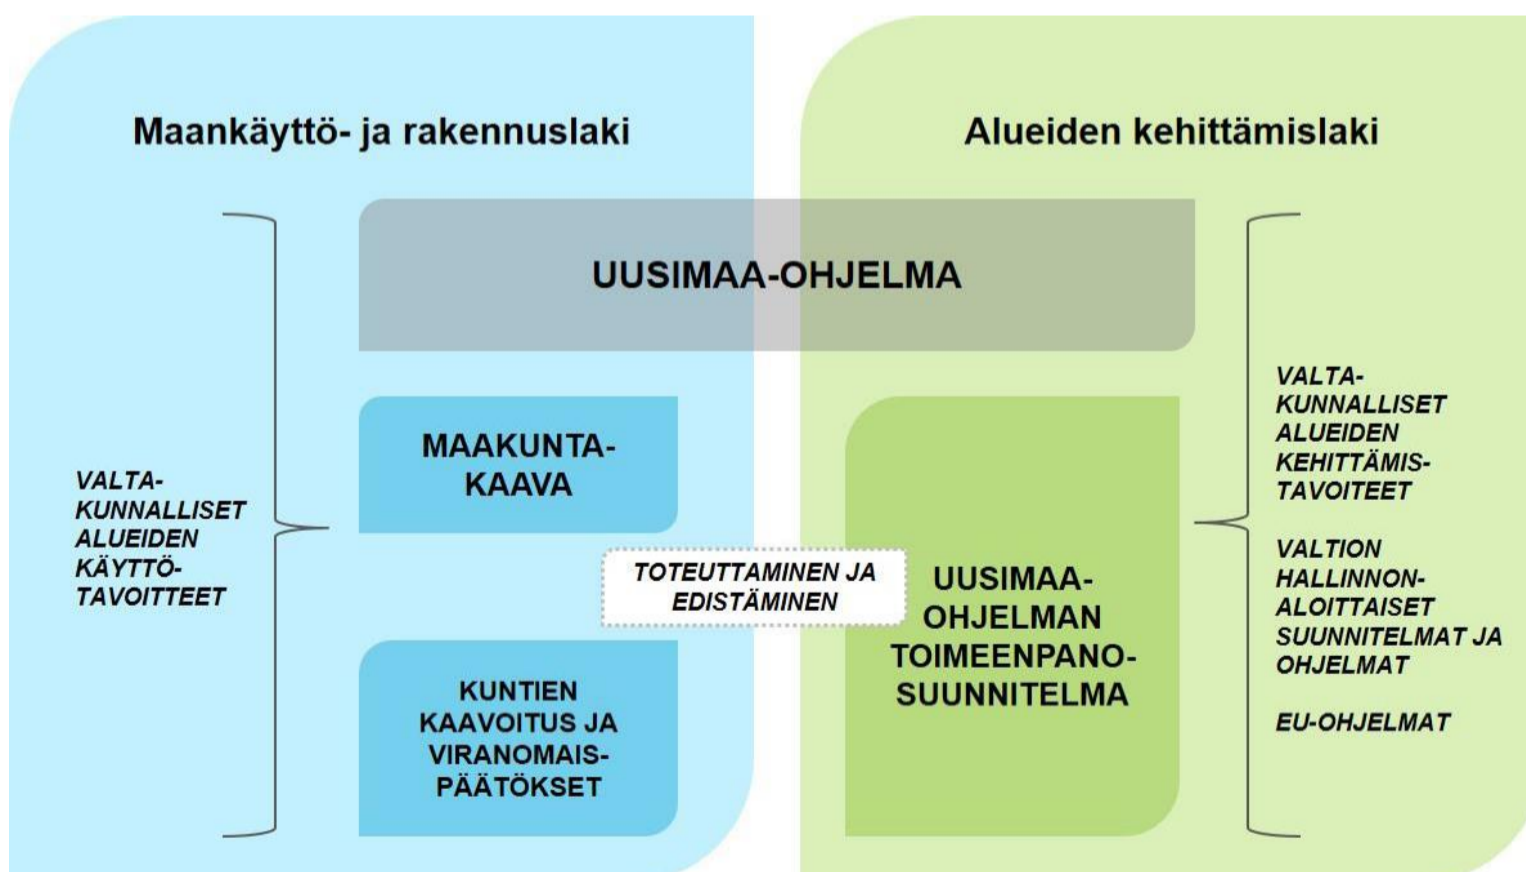 Maankäyttö- ja rakennuslaki
Alueiden kehittämislaki
UUSIMAA-OHJELMA
VALTA-
KUNNALLISET
ALUEIDEN
KÄYTTÖ-
TAVOITTEET
MAAKUNTA-
KAAVA
KUNTIEN
KAAVOITUS JA
VIRANOMAIS-
PÄÄTÖKSET
TOTEUTTAMINEN JA
EDISTÄMINEN
UUSIMAA-
OHJELMAN
TOIMEENPANO-
SUUNNITELMA
VALTA-
KUNNALLISET
ALUEIDEN
KEHITTÄMIS-
TAVOITEET
VALTION
HALLINNON-
ALOITTAISET
SUUNNITELMAT JA
OHJELMAT
EU-OHJELMAT